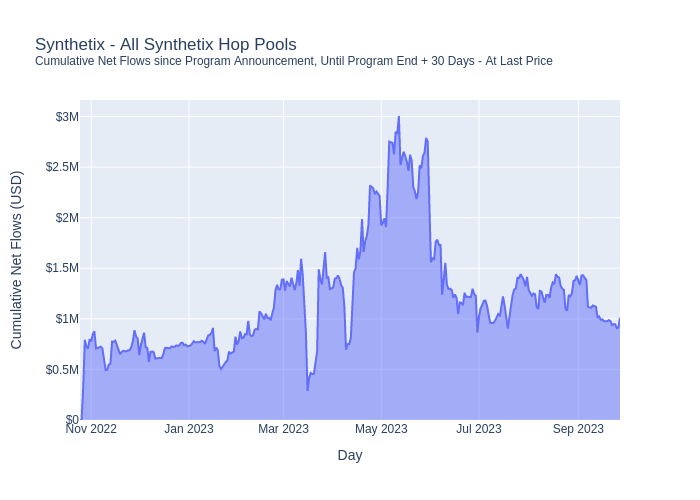 Synthetix - All Synthetix Hop Pools
Cumulative Net Flows since Program Announcement, Until Program End + 30 Days - At Last Price
$3M
$2.5M
$2M
$1.5M
$1M
$0.5M
$0
Cumulative Net Flows (USD)
Nov 2022
Jan 2023
Mar 2023
May 2023
Jul 2023
Sep 2023
Day